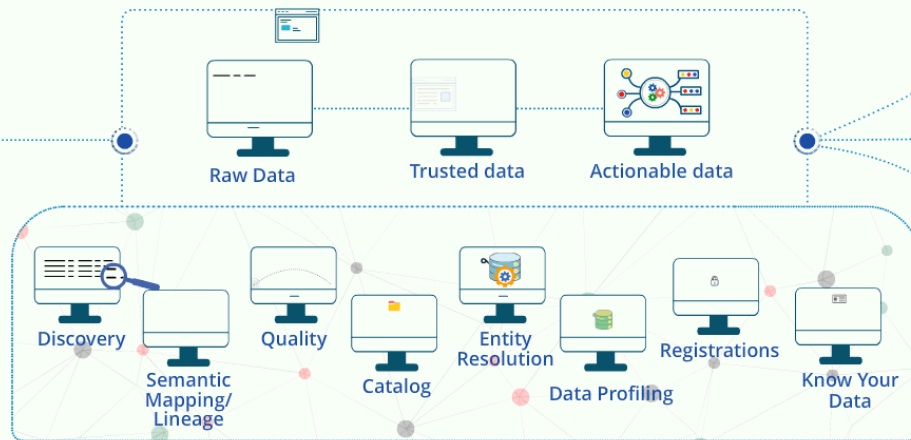 Raw Data
Trusted data
Actionable data
Discovery
Semantic
Mapping/
Lineage
Quality
Catalog
Entity
Resolution
Data Profiling
Registrations
Know Your
Data